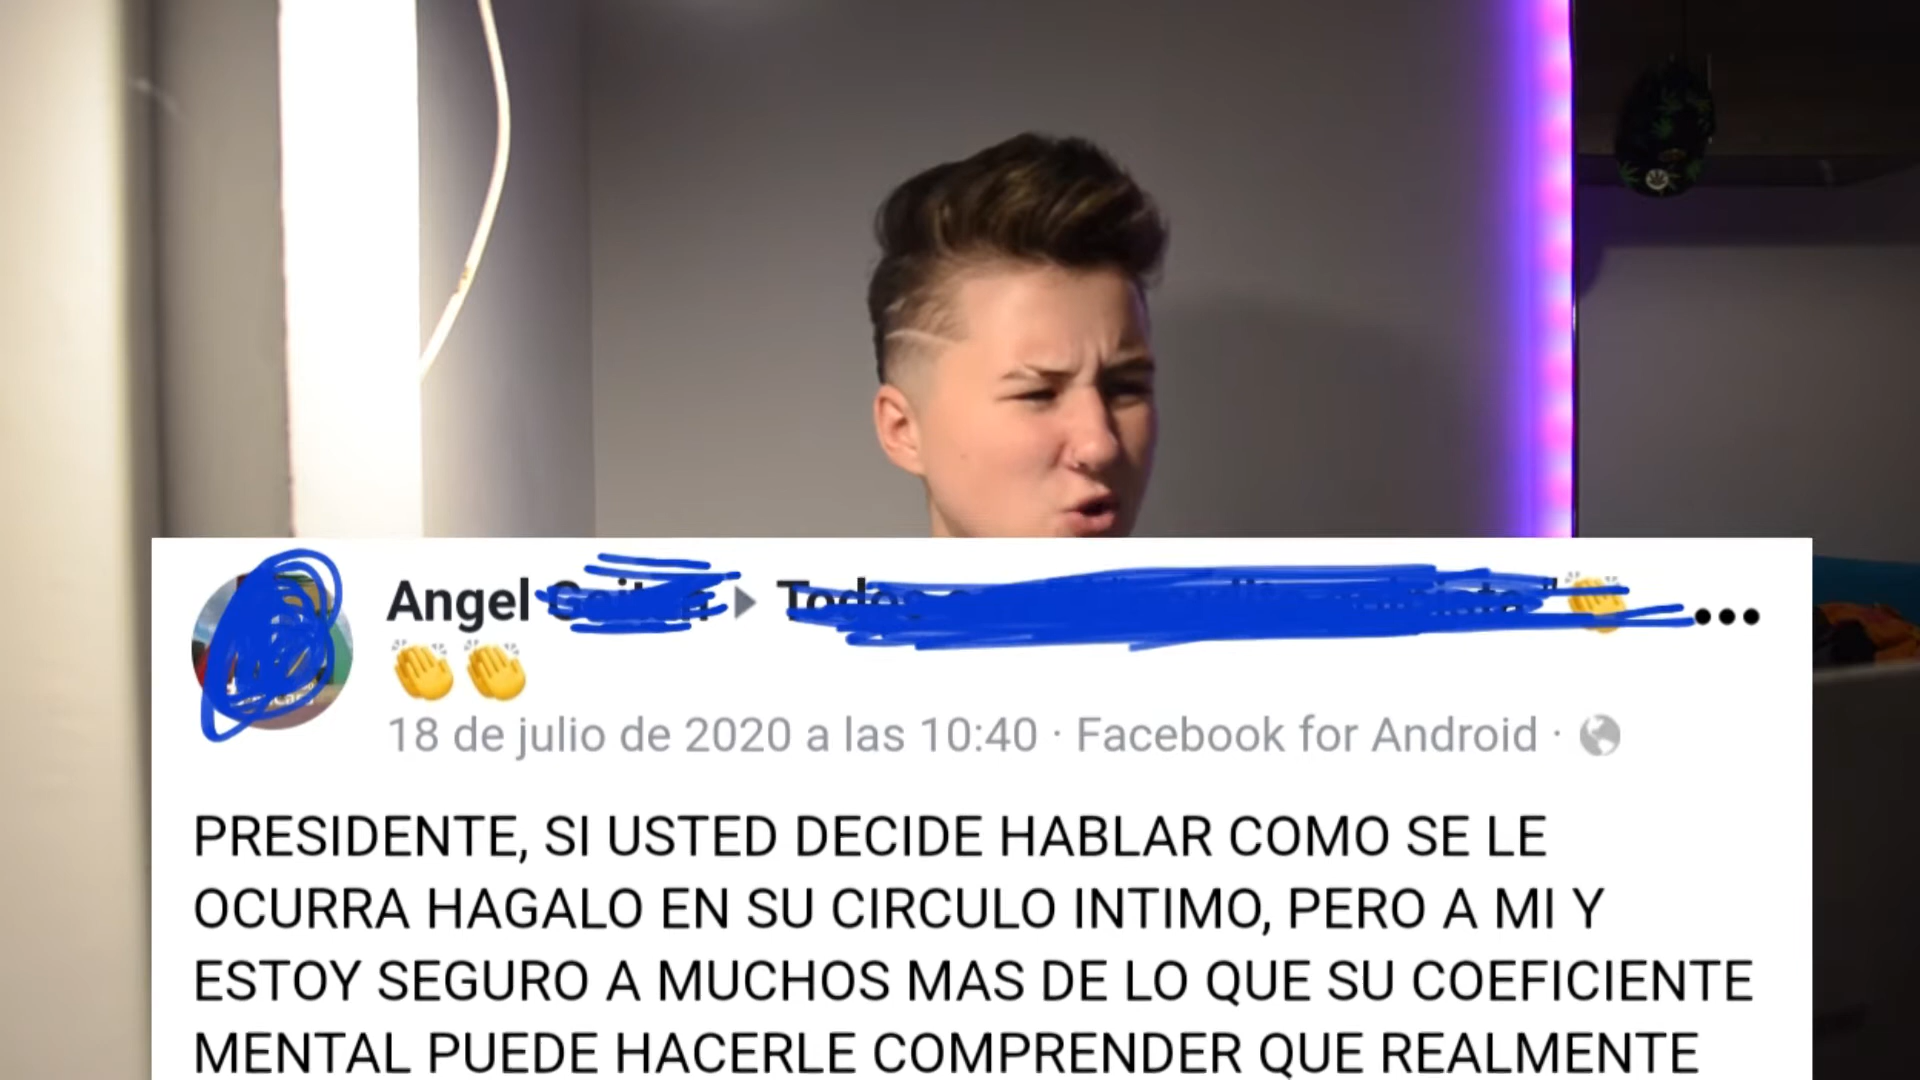 Angel
18 de julio de 2020 a las 10:40 · Facebook for Android ·
PRESIDENTE, SI USTED DECIDE HABLAR COMO SE LE
OCURRA HAGALO EN SU CIRCULO INTIMO, PERO A MI Y
ESTOY SEGURO A MUCHOS MAS DE LO QUE SU COEFICIENTE
MENTAL PUEDE HACERLE COMPRENDER QUE REALMENTE